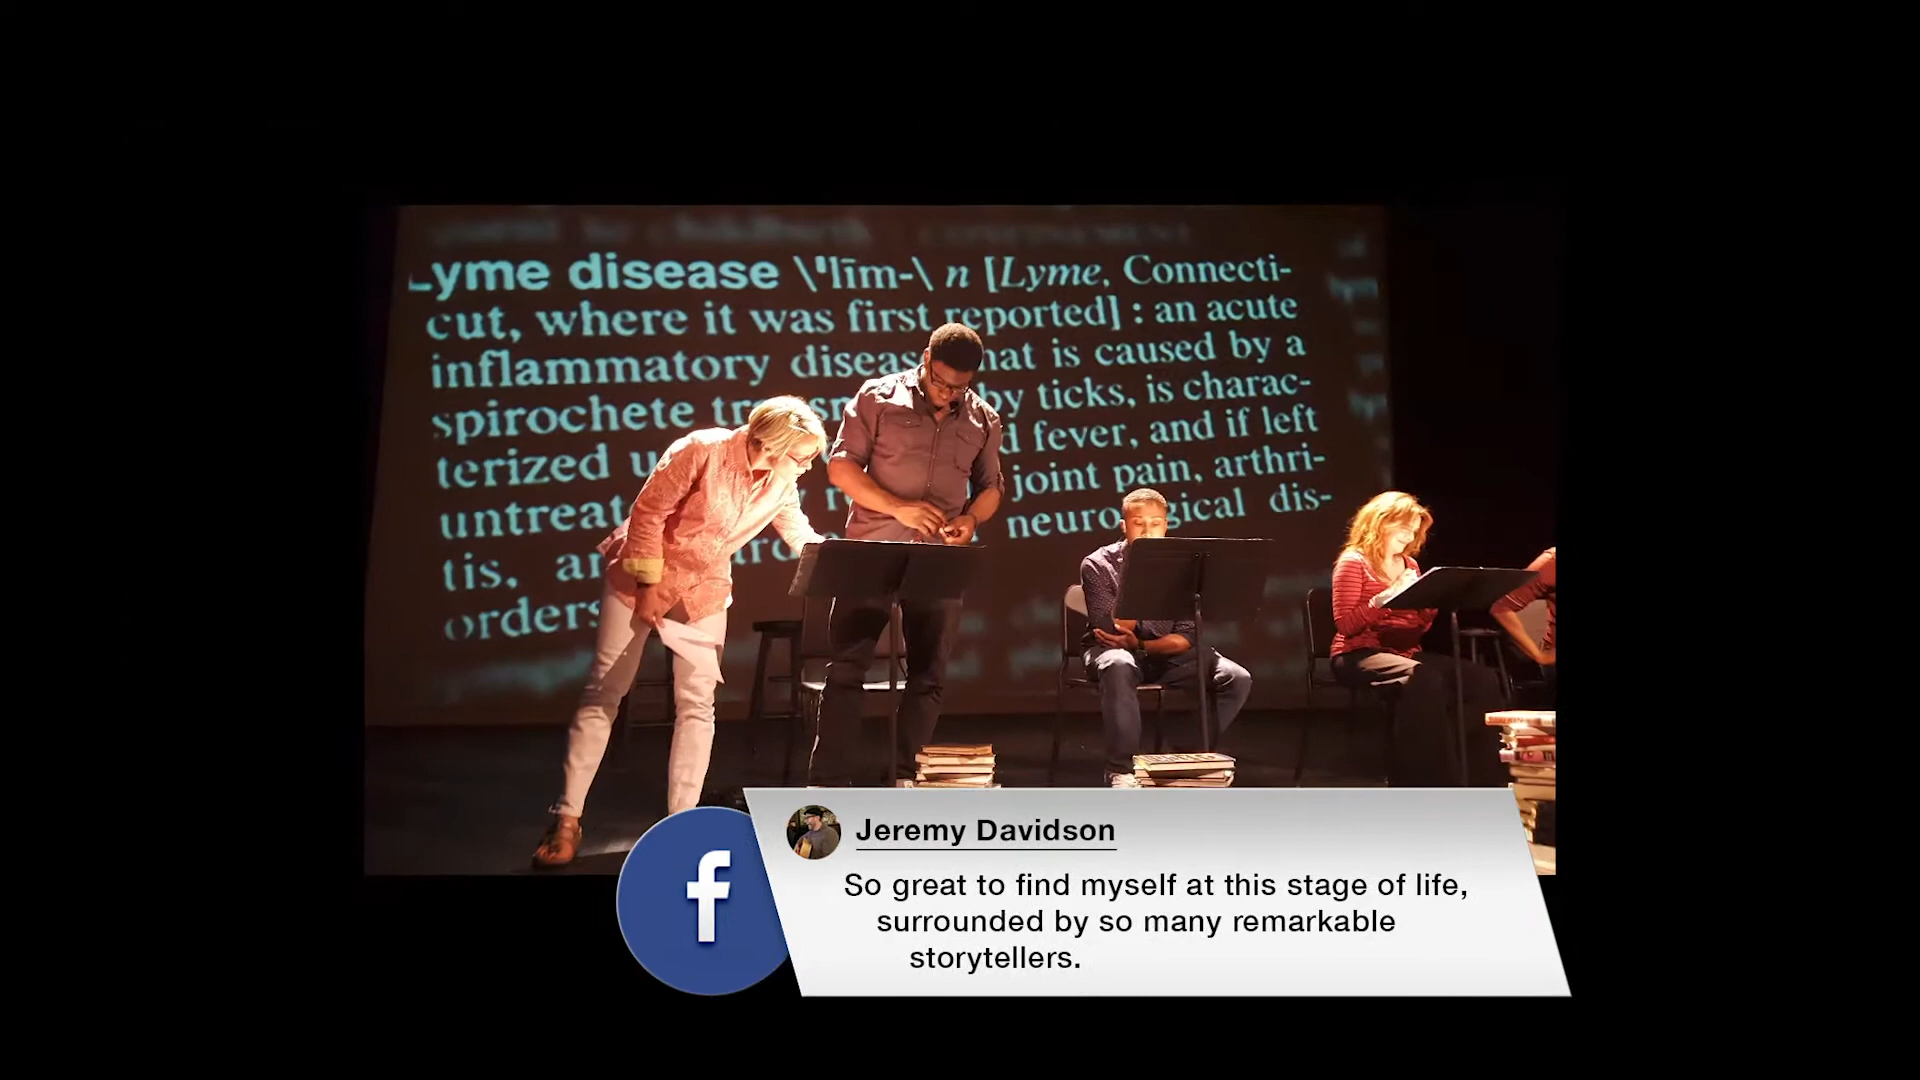 Lyme disease \'līm-\ n [Lyme, Connecti-
cut, where it was first reported] : an acute
inflammatory disease that is caused by a
spirochete by ticks, is charac-
terized fever, and if left
joint pain, arthri-
tis, neurological dis-
orders
Jeremy Davidson
So great to find myself at this stage of life,
surrounded by so many remarkable
storytellers.